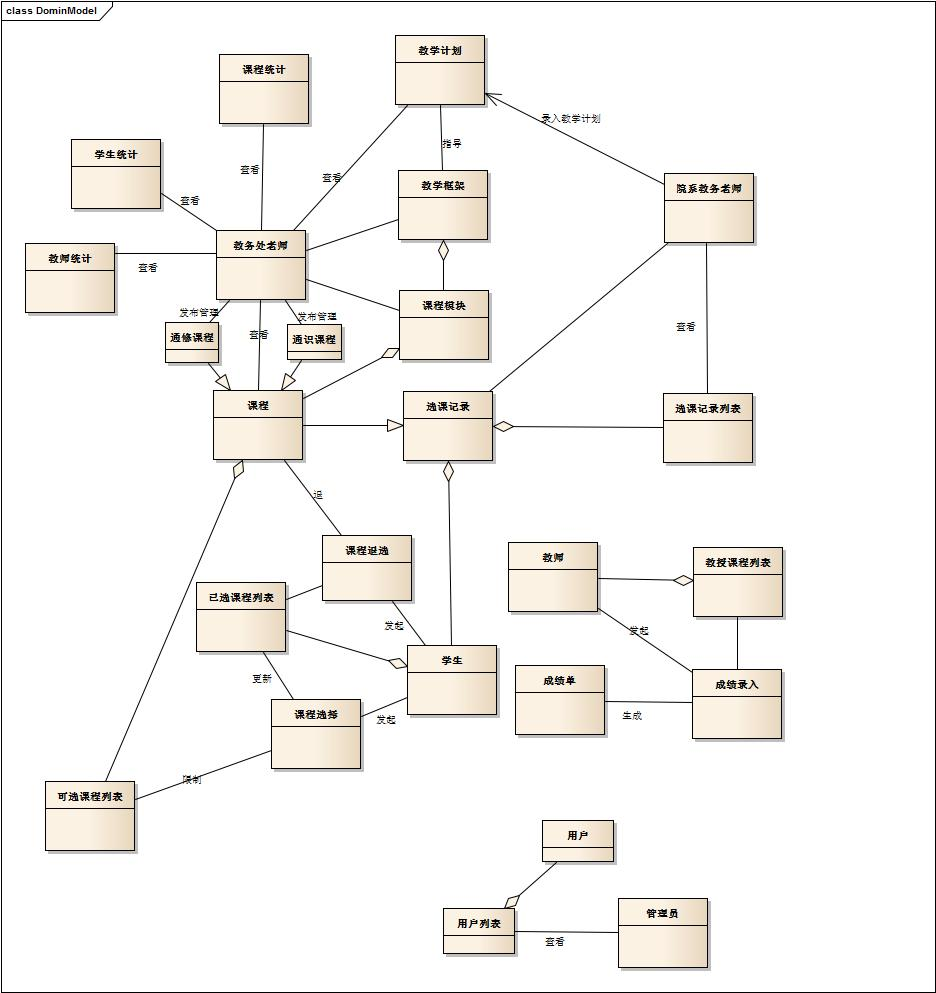 class DominModel
教学计划
课程统计
录入教学计划
指导
学生统计
查看
查看
教学框架
院系教务老师
查看
教务处老师
教师统计
查看
课程模块
发布管理
发布管理
通修课程
查看
通识课程
查看
课程
选课记录
选课记录列表
退
课程退选
教师
教授课程列表
已选课程列表
发起
发起
学生
更新
成绩单
成绩录入
课程选择
发起
生成
限制
可选课程列表
用户
用户列表
管理员
查看